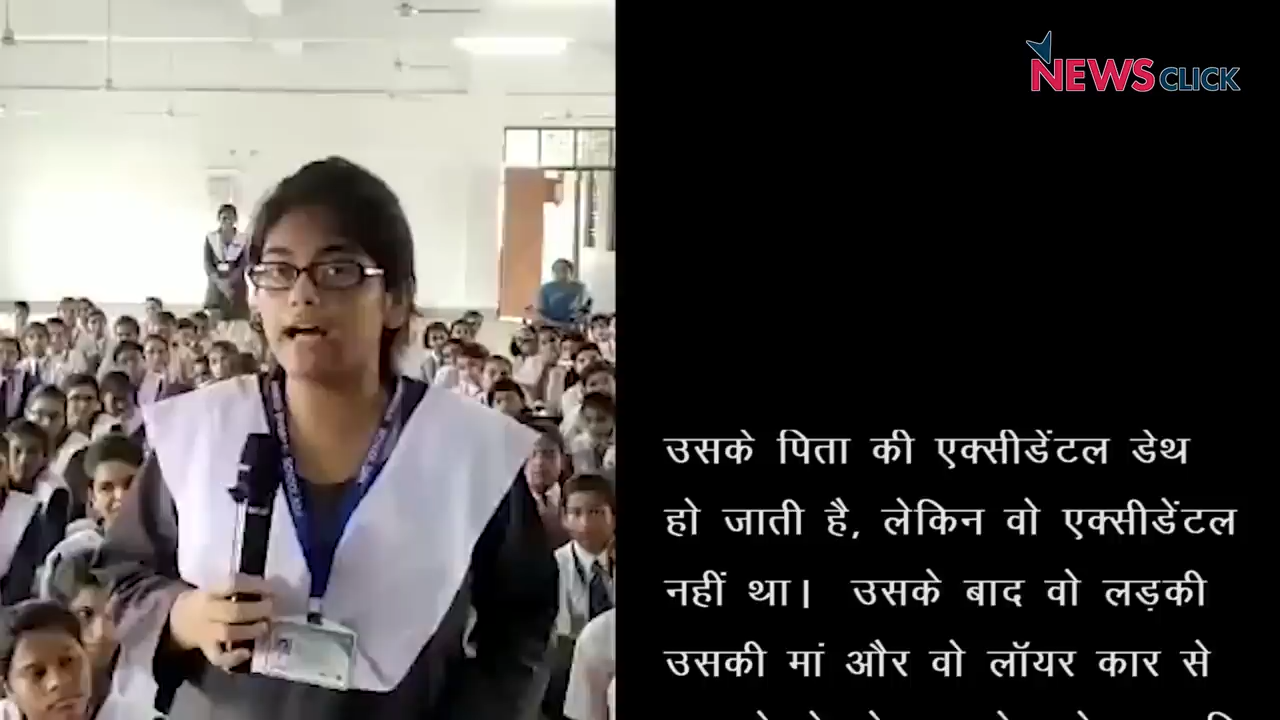 NEWSCLICK
उसके पिता की एक्सीडेंटल डेथ
हो जाती है, लेकिन वो एक्सीडेंटल
नहीं था। उसके बाद वो लड़की
उसकी मां और वो लॉयर कार से